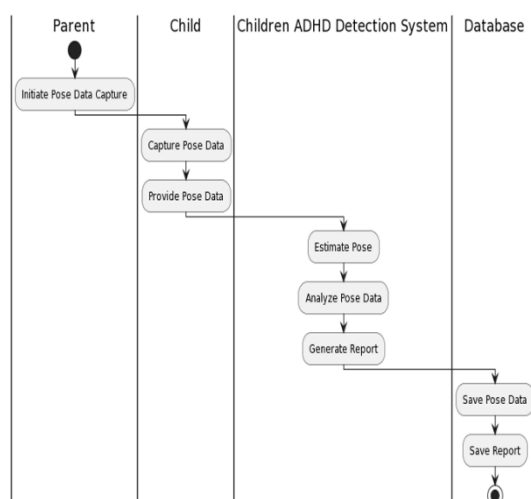 Parent
Child
Children ADHD Detection System
Database
Initiate Pose Data Capture
Capture Pose Data
Provide Pose Data
Estimate Pose
Analyze Pose Data
Generate Report
Save Pose Data
Save Report